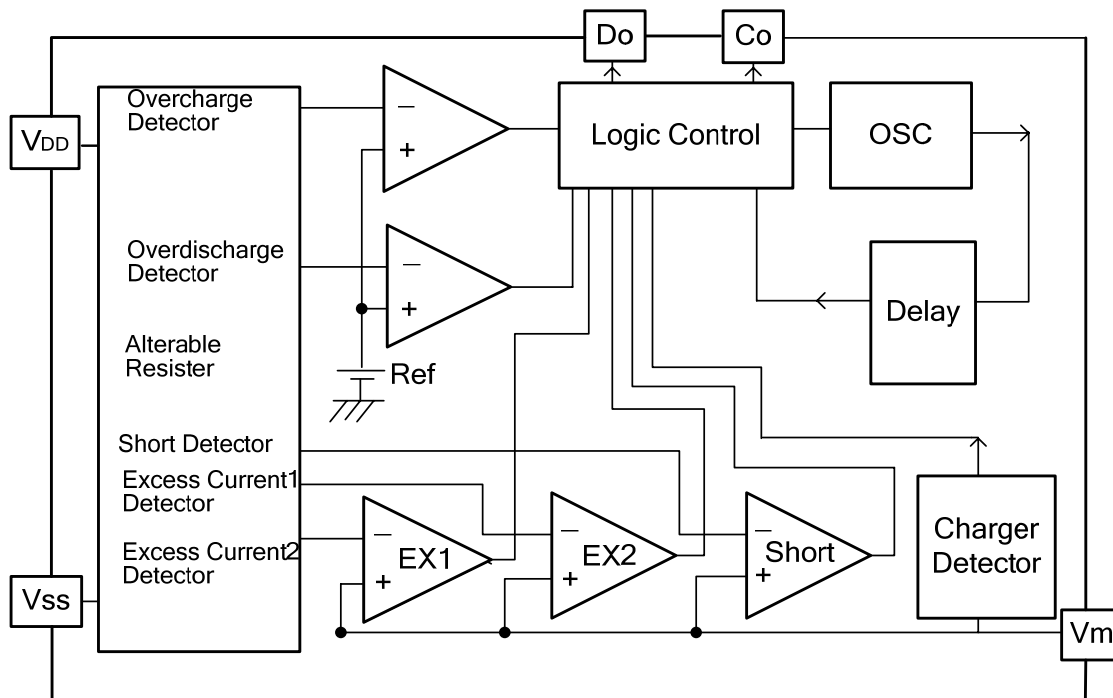 Do
Co
Overcharge
Detector
−
+
Logic Control
OSC
VDD
Overdischarge
Detector
−
+
Delay
Alterable
Resister
Ref
Short Detector
Excess Current1
Detector
−
EX1
+
−
EX2
+
−
Short
+
Charger
Detector
Excess Current2
Detector
Vss
Vm